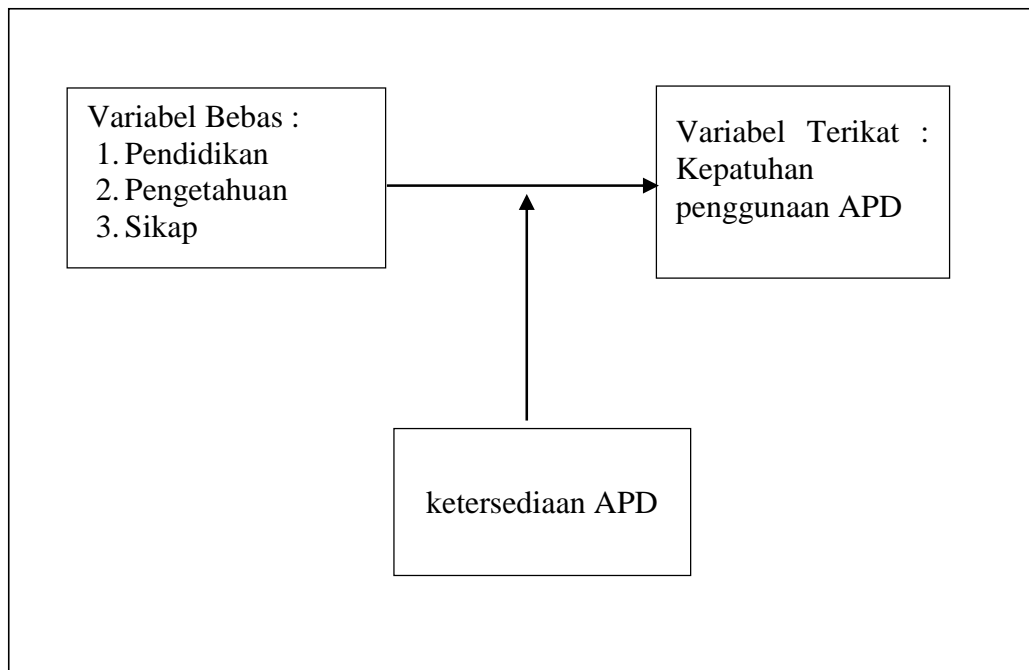 Variabel Bebas :
1. Pendidikan
2. Pengetahuan
3. Sikap
Variabel Terikat :
Kepatuhan
penggunaan APD
ketersediaan APD